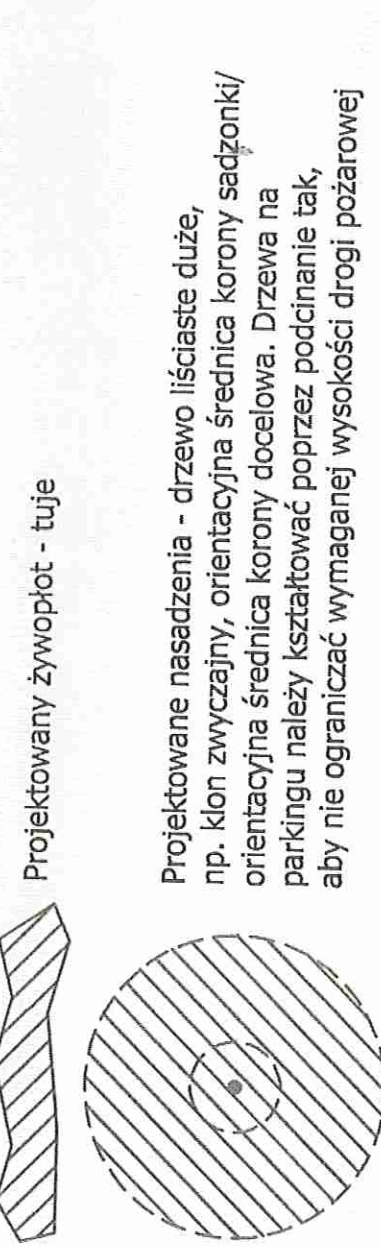 Projektowany żywopłot - tuje
Projektowane nasadzenia - drzewo liściaste duże,
np. klon zwyczajny, orientacyjna średnica korony sadzonki/
orientacyjna średnica korony docelowa. Drzewa na
parkingu należy kształtować poprzez podcinanie tak,
aby nie ograniczać wymaganej wysokości drogi pożarowej